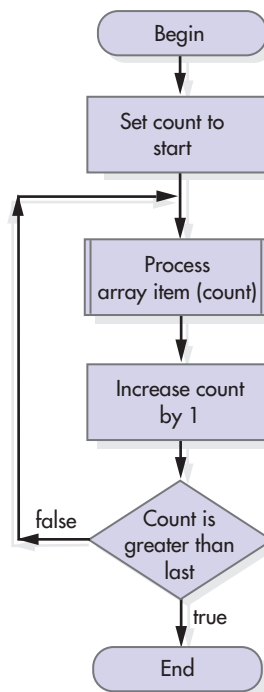 Begin
Set count to
start
Process
array item (count)
Increase count
by 1
false
Count is
greater than
last
true
End